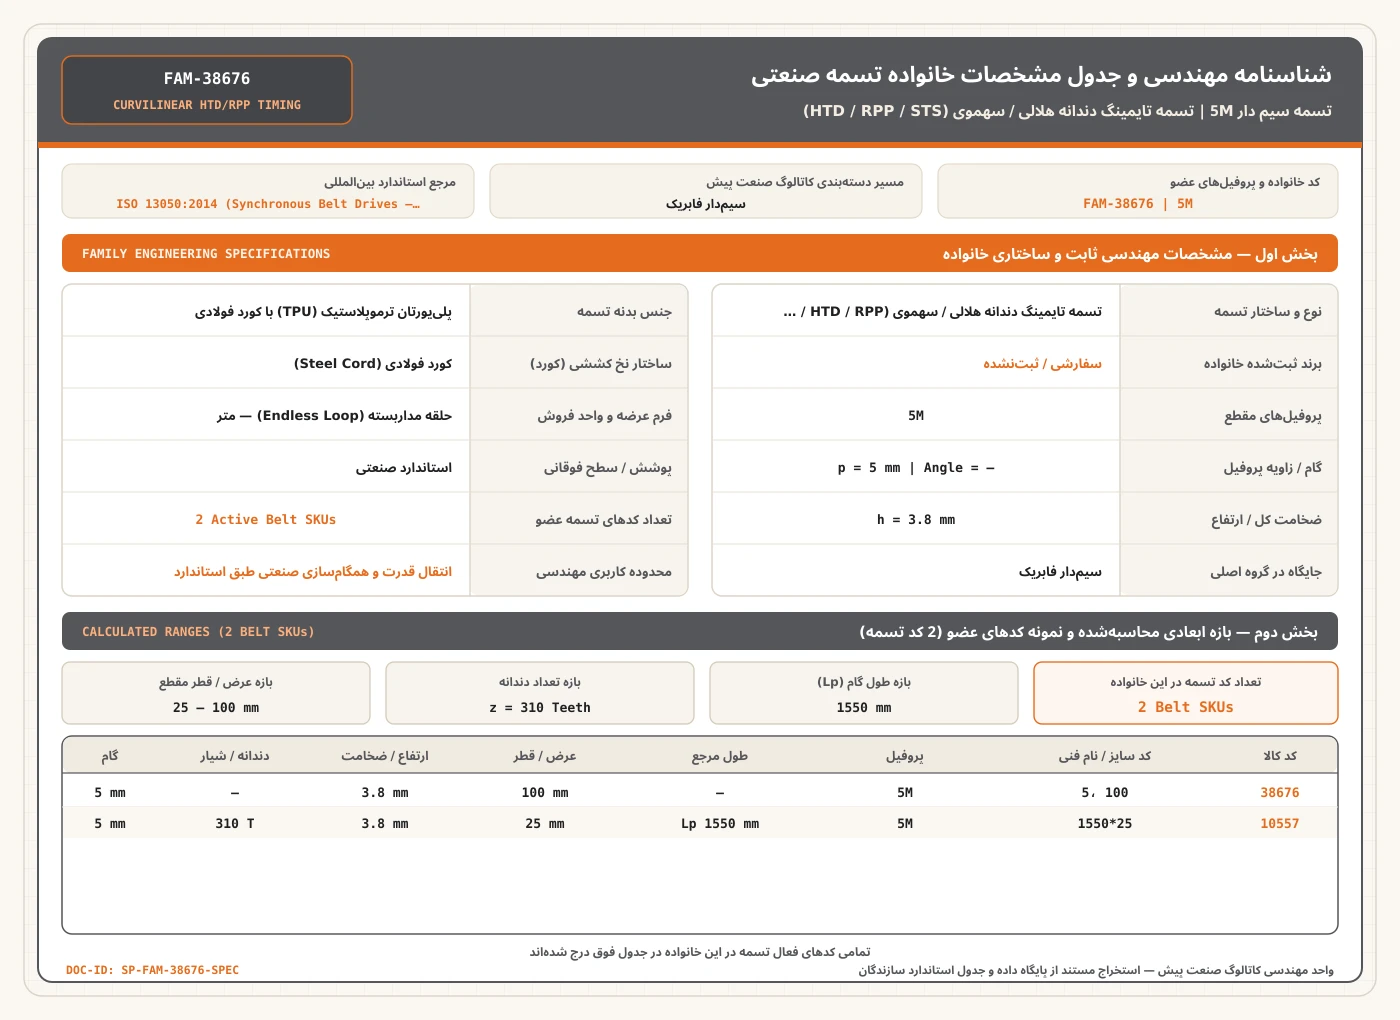 شناسنامه مهندسی و جدول مشخصات خانواده تسمه صنعتی
تسمه سیم دار 5M | تسمه تایمینگ دندانه هلالی / سهموی (HTD / RPP / STS)
FAM-38676
CURVILINEAR HTD/RPP TIMING
کد خانواده و پروفیل‌های عضو
FAM-38676 | 5M
مسیر دسته‌بندی کاتالوگ صنعت پیش
سیم‌دار فابریک
مرجع استاندارد بین‌المللی
ISO 13050:2014 (Synchronous Belt Drives –…
بخش اول — مشخصات مهندسی ثابت و ساختاری خانواده
FAMILY ENGINEERING SPECIFICATIONS
نوع و ساختار تسمه
تسمه تایمینگ دندانه هلالی / سهموی (HTD / RPP / ...
برند ثبت‌شده خانواده
سفارشی / ثبت‌نشده
پروفیل‌های مقطع
5M
گام / زاویه پروفیل
p = 5 mm | Angle = —
ضخامت کل / ارتفاع
h = 3.8 mm
جایگاه در گروه اصلی
سیم‌دار فابریک
جنس بدنه تسمه
پلی‌یورتان ترموپلاستیک (TPU) با کورد فولادی
ساختار نخ کششی (کورد)
کورد فولادی (Steel Cord)
فرم عرضه و واحد فروش
حلقه مداربسته (Endless Loop) — متر
پوشش / سطح فوقانی
استاندارد صنعتی
تعداد کدهای تسمه عضو
2 Active Belt SKUs
محدوده کاربری مهندسی
انتقال قدرت و همگام‌سازی صنعتی طبق استاندارد
بخش دوم — بازه ابعادی محاسبه‌شده و نمونه کدهای عضو (2 کد تسمه)
CALCULATED RANGES (2 BELT SKUs)
تعداد کد تسمه در این خانواده
2 Belt SKUs
بازه طول گام (Lp)
1550 mm
بازه تعداد دندانه
z = 310 Teeth
بازه عرض / قطر مقطع
25 – 100 mm
کد کالا	کد سایز / نام فنی	پروفیل	طول مرجع	عرض / قطر	ارتفاع / ضخامت	دندانه / شیار	گام
38676	5، 100	5M	—	100 mm	3.8 mm	—	5 mm
10557	1550*25	5M	Lp 1550 mm	25 mm	3.8 mm	310 T	5 mm
تمامی کدهای فعال تسمه در این خانواده در جدول فوق درج شده‌اند
واحد مهندسی کاتالوگ صنعت پیش — استخراج مستند از پایگاه داده و جدول استاندارد سازندگان
DOC-ID: SP-FAM-38676-SPEC